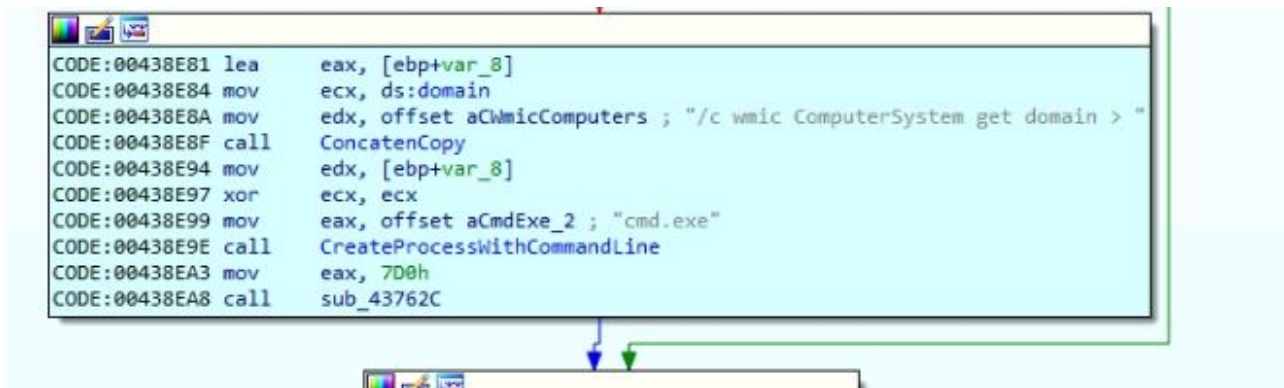 CODE:00438E81 lea eax, [ebp+var_8]
CODE:00438E84 mov ecx, ds:domain
CODE:00438E8A mov edx, offset aCWmicComputers ; "/c wmic ComputerSystem get domain > "
CODE:00438E8F call ConcatenCopy
CODE:00438E94 mov edx, [ebp+var_8]
CODE:00438E97 xor ecx, ecx
CODE:00438E99 mov eax, offset aCmdExe_2 ; "cmd.exe"
CODE:00438E9E call CreateProcessWithCommandLine
CODE:00438EA3 mov eax, 7D0h
CODE:00438EA8 call sub_43762C